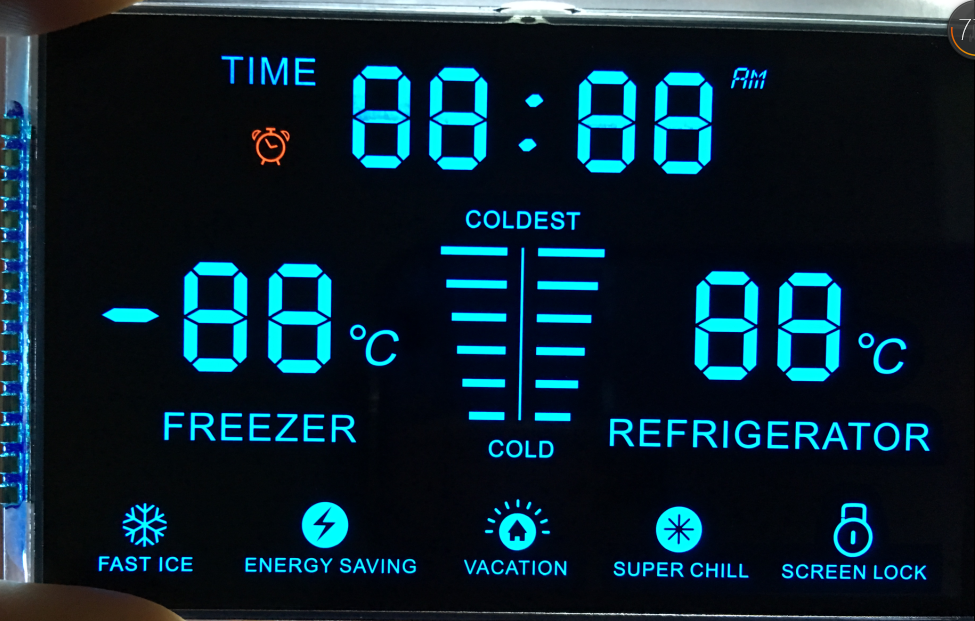 TIME 88:88 AM
COLDEST
-88 °C
88 °C
FREEZER
COLD
REFRIGERATOR
FAST ICE
ENERGY SAVING
VACATION
SUPER CHILL
SCREEN LOCK